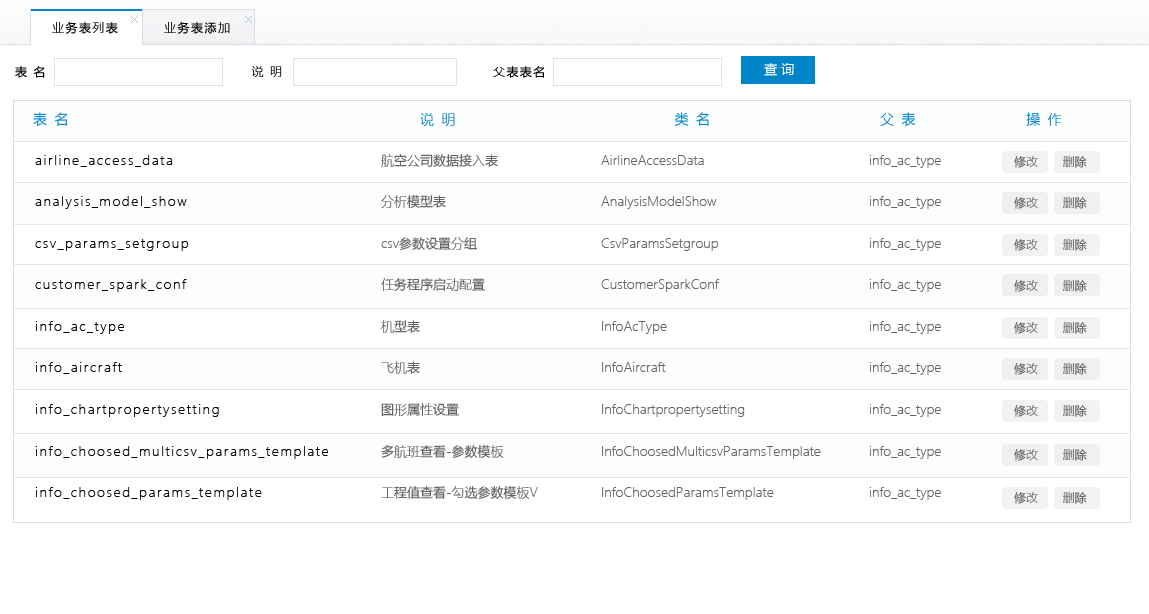 业务表列表 业务表添加
表 名 说 明 父表表名 查 询
表 名 说 明 类 名 父 表 操 作
airline_access_data 航空公司数据接入表 AirlineAccessData info_ac_type 修改 删除
analysis_model_show 分析模型表 AnalysisModelShow info_ac_type 修改 删除
csv_params_setgroup csv参数设置分组 CsvParamsSetgroup info_ac_type 修改 删除
customer_spark_conf 任务程序启动配置 CustomerSparkConf info_ac_type 修改 删除
info_ac_type 机型表 InfoAcType info_ac_type 修改 删除
info_aircraft 飞机表 InfoAircraft info_ac_type 修改 删除
info_chartpropertysetting 图形属性设置 InfoChartpropertysetting info_ac_type 修改 删除
info_choosed_multicsv_params_template 多航班查看-参数模板 InfoChoosedMulticsvParamsTemplate info_ac_type 修改 删除
info_choosed_params_template 工程值查看-勾选参数模板V InfoChoosedParamsTemplate info_ac_type 修改 删除